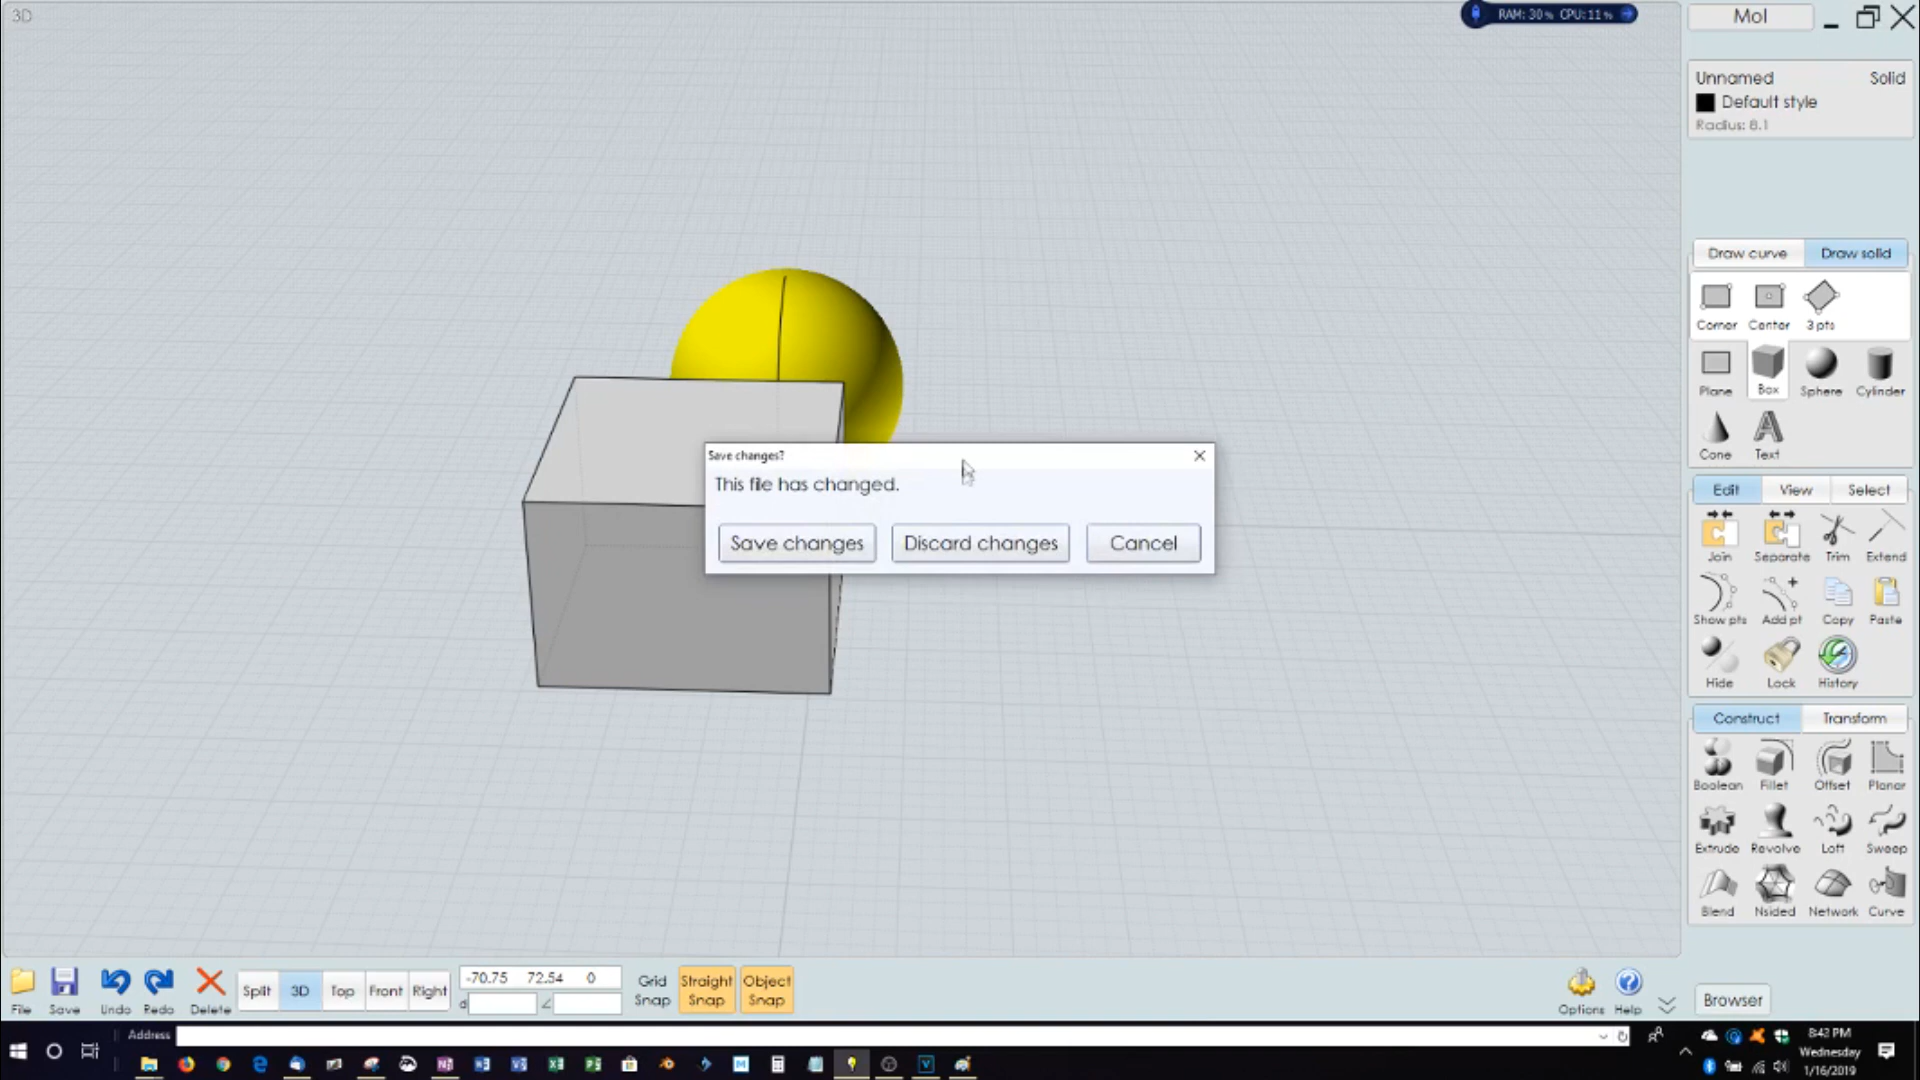 3D
RAM: 30% CPU: 11%
MoI
Unnamed Solid
Default style
Radius: 8.1
Draw curve Draw solid
Corner Center 3 pts
Plane Box Sphere Cylinder
Cone Text
Save changes?
This file has changed.
Save changes Discard changes Cancel
Edit View Select
Join Separate Trim Extend
Show pts Add pt Copy Paste
Hide Lock History
Construct Transform
Boolean Fillet Offset Planar
Extrude Revolve Loft Sweep
Blend Nsided Network Curve
File Save Undo Redo Delete
Split 3D Top Front Right
-70.75 72.54 0
d
Grid Snap
Straight Snap
Object Snap
Options Help
Browser
Address
8:42 PM
Wednesday
1/16/2019